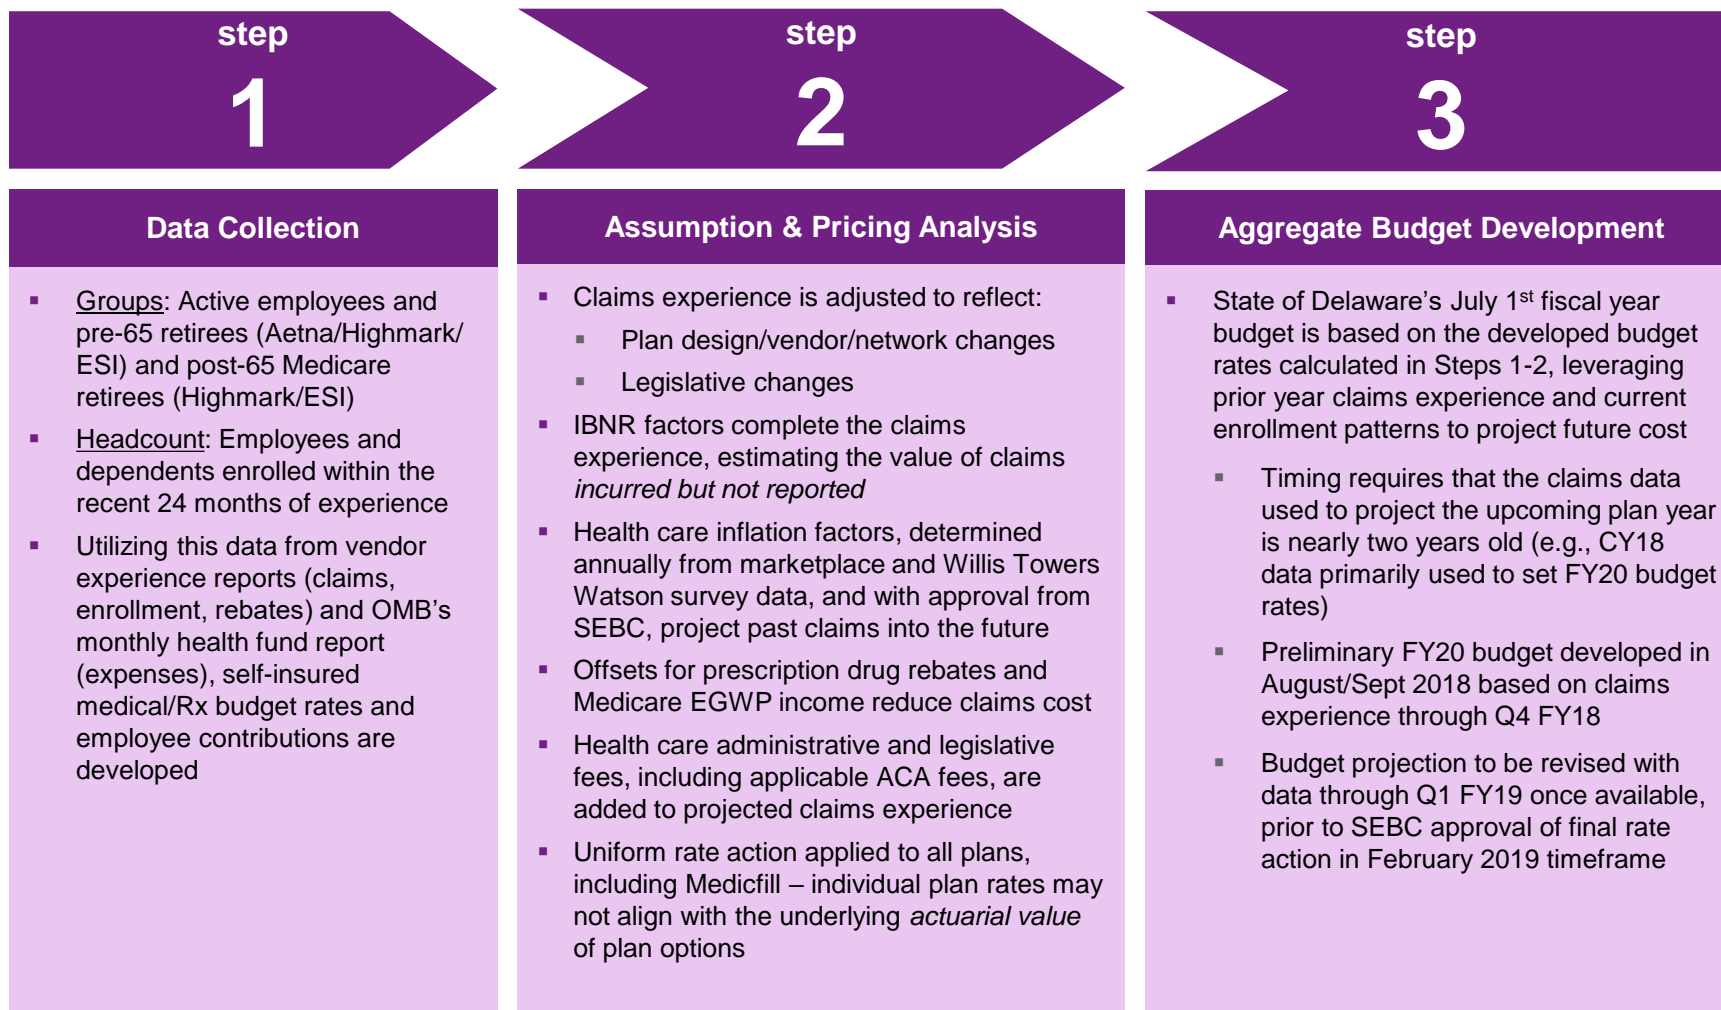 step
1
step
2
step
3
Data Collection
▪ Groups: Active employees and
pre-65 retirees (Aetna/Highmark/
ESI) and post-65 Medicare
retirees (Highmark/ESI)
▪ Headcount: Employees and
dependents enrolled within the
recent 24 months of experience
▪ Utilizing this data from vendor
experience reports (claims,
enrollment, rebates) and OMB’s
monthly health fund report
(expenses), self-insured
medical/Rx budget rates and
employee contributions are
developed
Assumption & Pricing Analysis
▪ Claims experience is adjusted to reflect:
▪ Plan design/vendor/network changes
▪ Legislative changes
▪ IBNR factors complete the claims
experience, estimating the value of claims
incurred but not reported
▪ Health care inflation factors, determined
annually from marketplace and Willis Towers
Watson survey data, and with approval from
SEBC, project past claims into the future
▪ Offsets for prescription drug rebates and
Medicare EGWP income reduce claims cost
▪ Health care administrative and legislative
fees, including applicable ACA fees, are
added to projected claims experience
▪ Uniform rate action applied to all plans,
including Medicfill – individual plan rates may
not align with the underlying actuarial value
of plan options
Aggregate Budget Development
▪ State of Delaware’s July 1st fiscal year
budget is based on the developed budget
rates calculated in Steps 1-2, leveraging
prior year claims experience and current
enrollment patterns to project future cost
▪ Timing requires that the claims data
used to project the upcoming plan year
is nearly two years old (e.g., CY18
data primarily used to set FY20 budget
rates)
▪ Preliminary FY20 budget developed in
August/Sept 2018 based on claims
experience through Q4 FY18
▪ Budget projection to be revised with
data through Q1 FY19 once available,
prior to SEBC approval of final rate
action in February 2019 timeframe